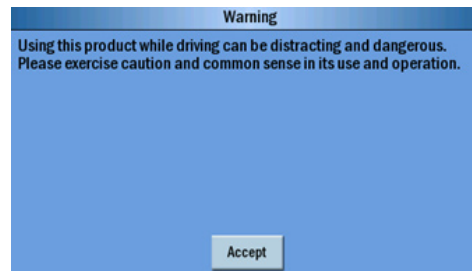 Warning
Using this product while driving can be distracting and dangerous.
Please exercise caution and common sense in its use and operation.
Accept